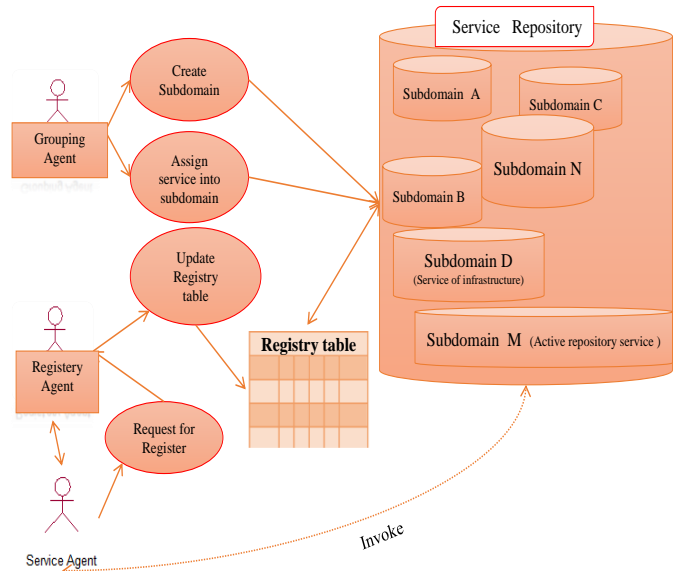 Service Repository
Create
Subdomain
Subdomain A
Subdomain C
Grouping
Agent
Assign
service into
subdomain
Subdomain N
Subdomain B
Update
Registry
table
Subdomain D
(Service of infrastructure)
Registry table
Subdomain M (Active repository service )
Registery
Agent
Request for
Register
Invoke
Service Agent